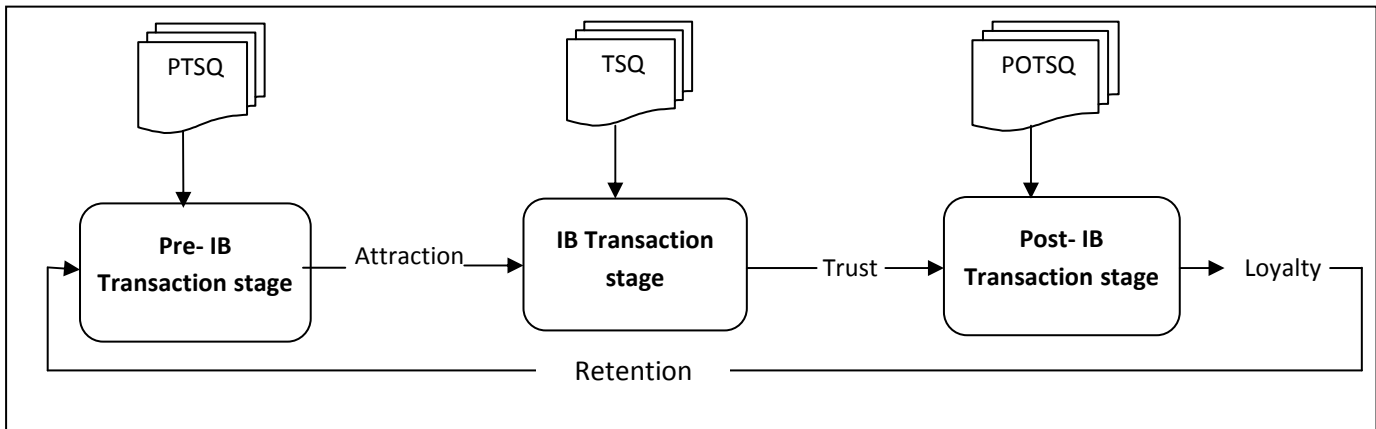 PTSQ
TSQ
POTSQ
Pre- IB
Transaction stage
Attraction
IB Transaction
stage
Trust
Post- IB
Transaction stage
Loyalty
Retention